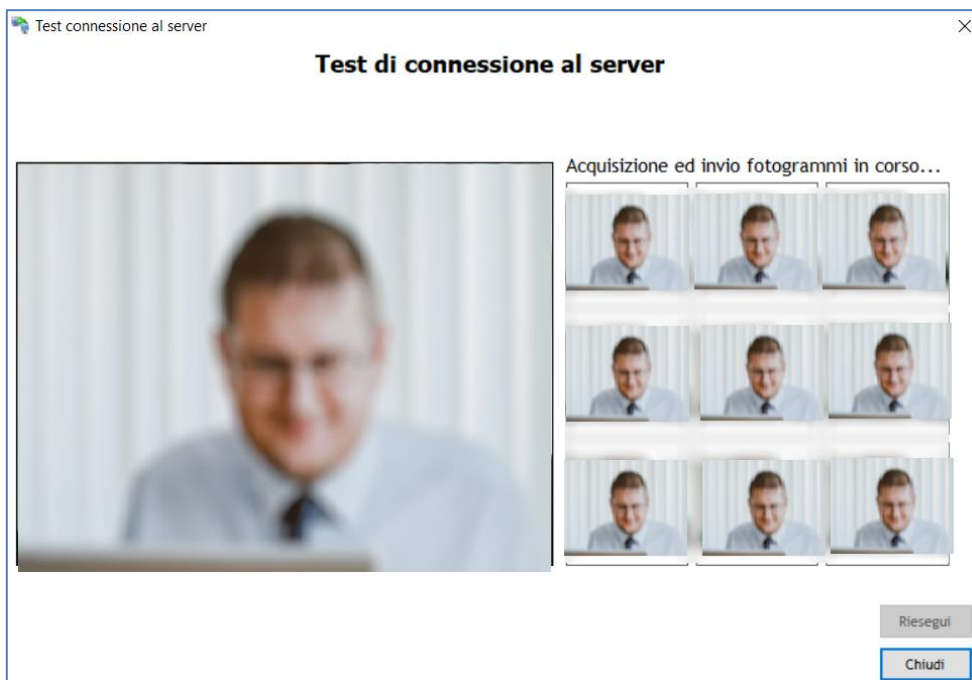 Test connessione al server
Test di connessione al server
Acquisizione ed invio fotogrammi in corso...
Riesegui
Chiudi